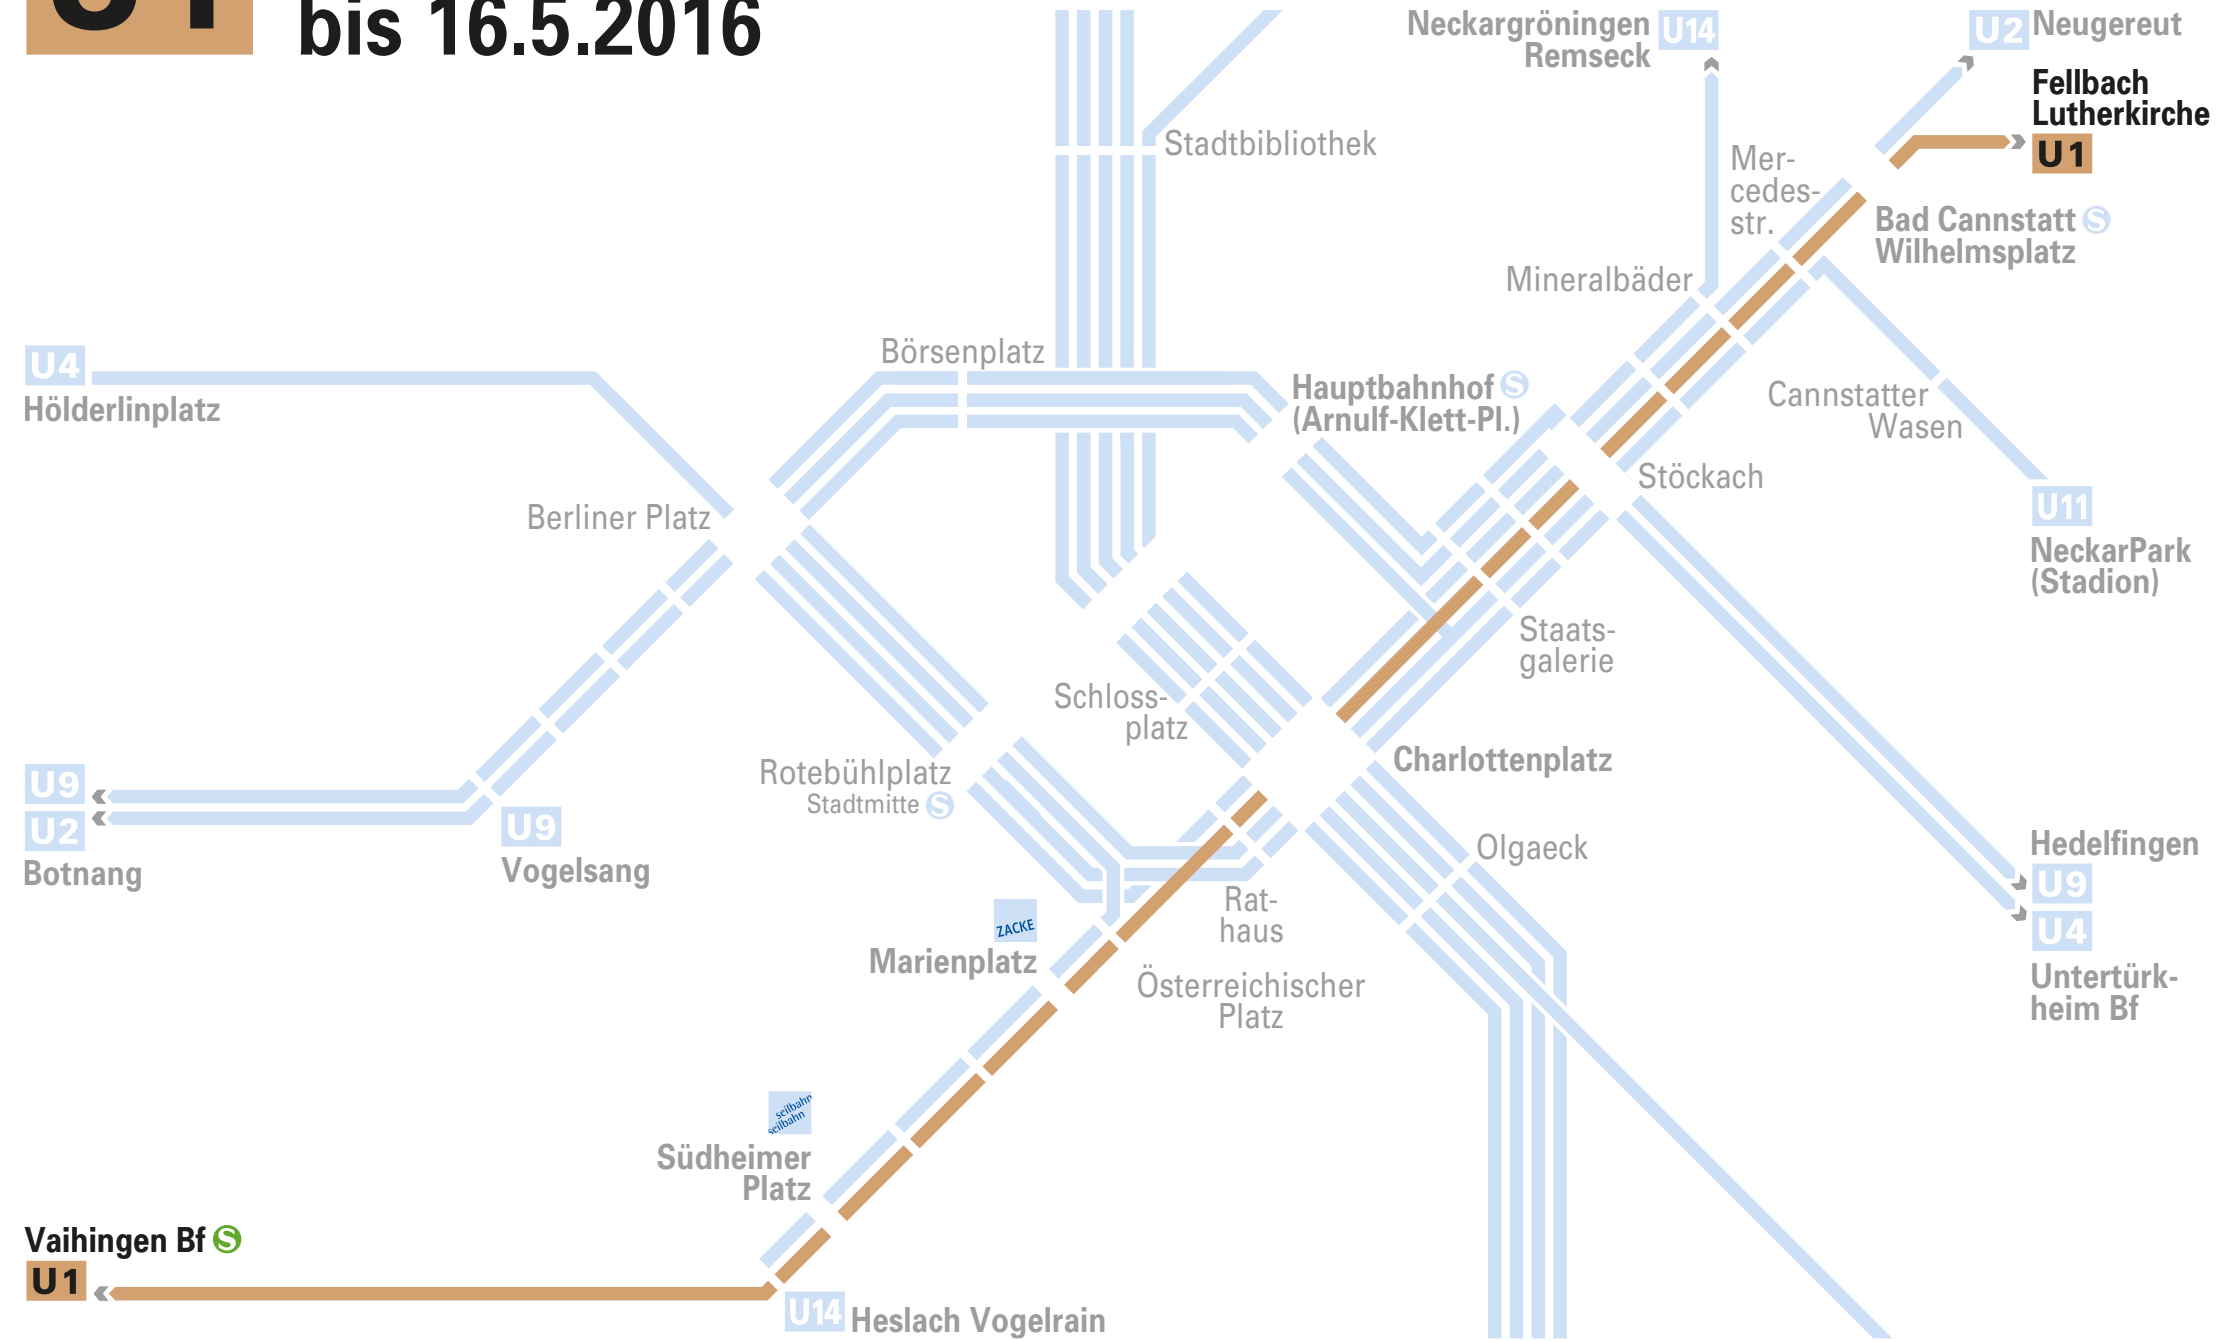 U1
bis 16.5.2016
Neckargröningen
Remseck
U14
U2
Neugereut
Fellbach
Lutherkirche
U1
Stadtbibliothek
Mer-
cedes-
str.
Bad Cannstatt S
Wilhelmsplatz
Mineralbäder
Börsenplatz
U4
Hölderlinplatz
Hauptbahnhof S
(Arnulf-Klett-Pl.)
Cannstatter
Wasen
Stöckach
U11
NeckarPark
(Stadion)
Berliner Platz
Staats-
galerie
Schloss-
platz
Charlottenplatz
Rotebühlplatz
Stadtmitte S
U9
U2
Botnang
U9
Vogelsang
Olgaeck
Hedelfingen
U9
U4
Untertürk-
heim Bf
Rat-
haus
ZACKE
Marienplatz
Österreichischer
Platz
seilbahn
seilbahn
Südheimer
Platz
Vaihingen Bf S
U1
U14
Heslach Vogelrain